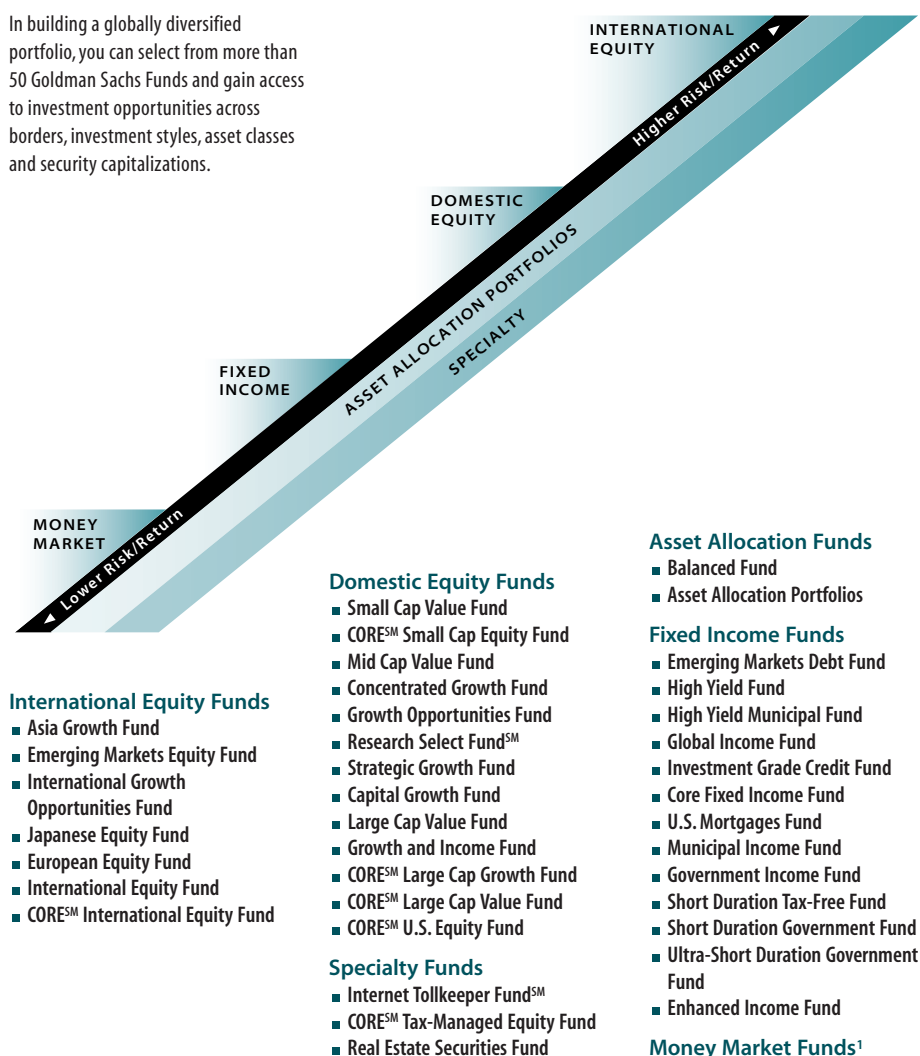 In building a globally diversified
portfolio, you can select from more than
50 Goldman Sachs Funds and gain access
to investment opportunities across
borders, investment styles, asset classes
and security capitalizations.
INTERNATIONAL
EQUITY
Higher Risk/Return ►
DOMESTIC
EQUITY
ASSET ALLOCATION PORTFOLIOS
SPECIALTY
FIXED
INCOME
MONEY
MARKET
◄ Lower Risk/Return
International Equity Funds
■ Asia Growth Fund
■ Emerging Markets Equity Fund
■ International Growth
Opportunities Fund
■ Japanese Equity Fund
■ European Equity Fund
■ International Equity Fund
■ CORE℠ International Equity Fund
Domestic Equity Funds
■ Small Cap Value Fund
■ CORE℠ Small Cap Equity Fund
■ Mid Cap Value Fund
■ Concentrated Growth Fund
■ Growth Opportunities Fund
■ Research Select Fund℠
■ Strategic Growth Fund
■ Capital Growth Fund
■ Large Cap Value Fund
■ Growth and Income Fund
■ CORE℠ Large Cap Growth Fund
■ CORE℠ Large Cap Value Fund
■ CORE℠ U.S. Equity Fund
Specialty Funds
■ Internet Tollkeeper Fund℠
■ CORE℠ Tax-Managed Equity Fund
■ Real Estate Securities Fund
Asset Allocation Funds
■ Balanced Fund
■ Asset Allocation Portfolios
Fixed Income Funds
■ Emerging Markets Debt Fund
■ High Yield Fund
■ High Yield Municipal Fund
■ Global Income Fund
■ Investment Grade Credit Fund
■ Core Fixed Income Fund
■ U.S. Mortgages Fund
■ Municipal Income Fund
■ Government Income Fund
■ Short Duration Tax-Free Fund
■ Short Duration Government Fund
■ Ultra-Short Duration Government
Fund
■ Enhanced Income Fund
Money Market Funds¹